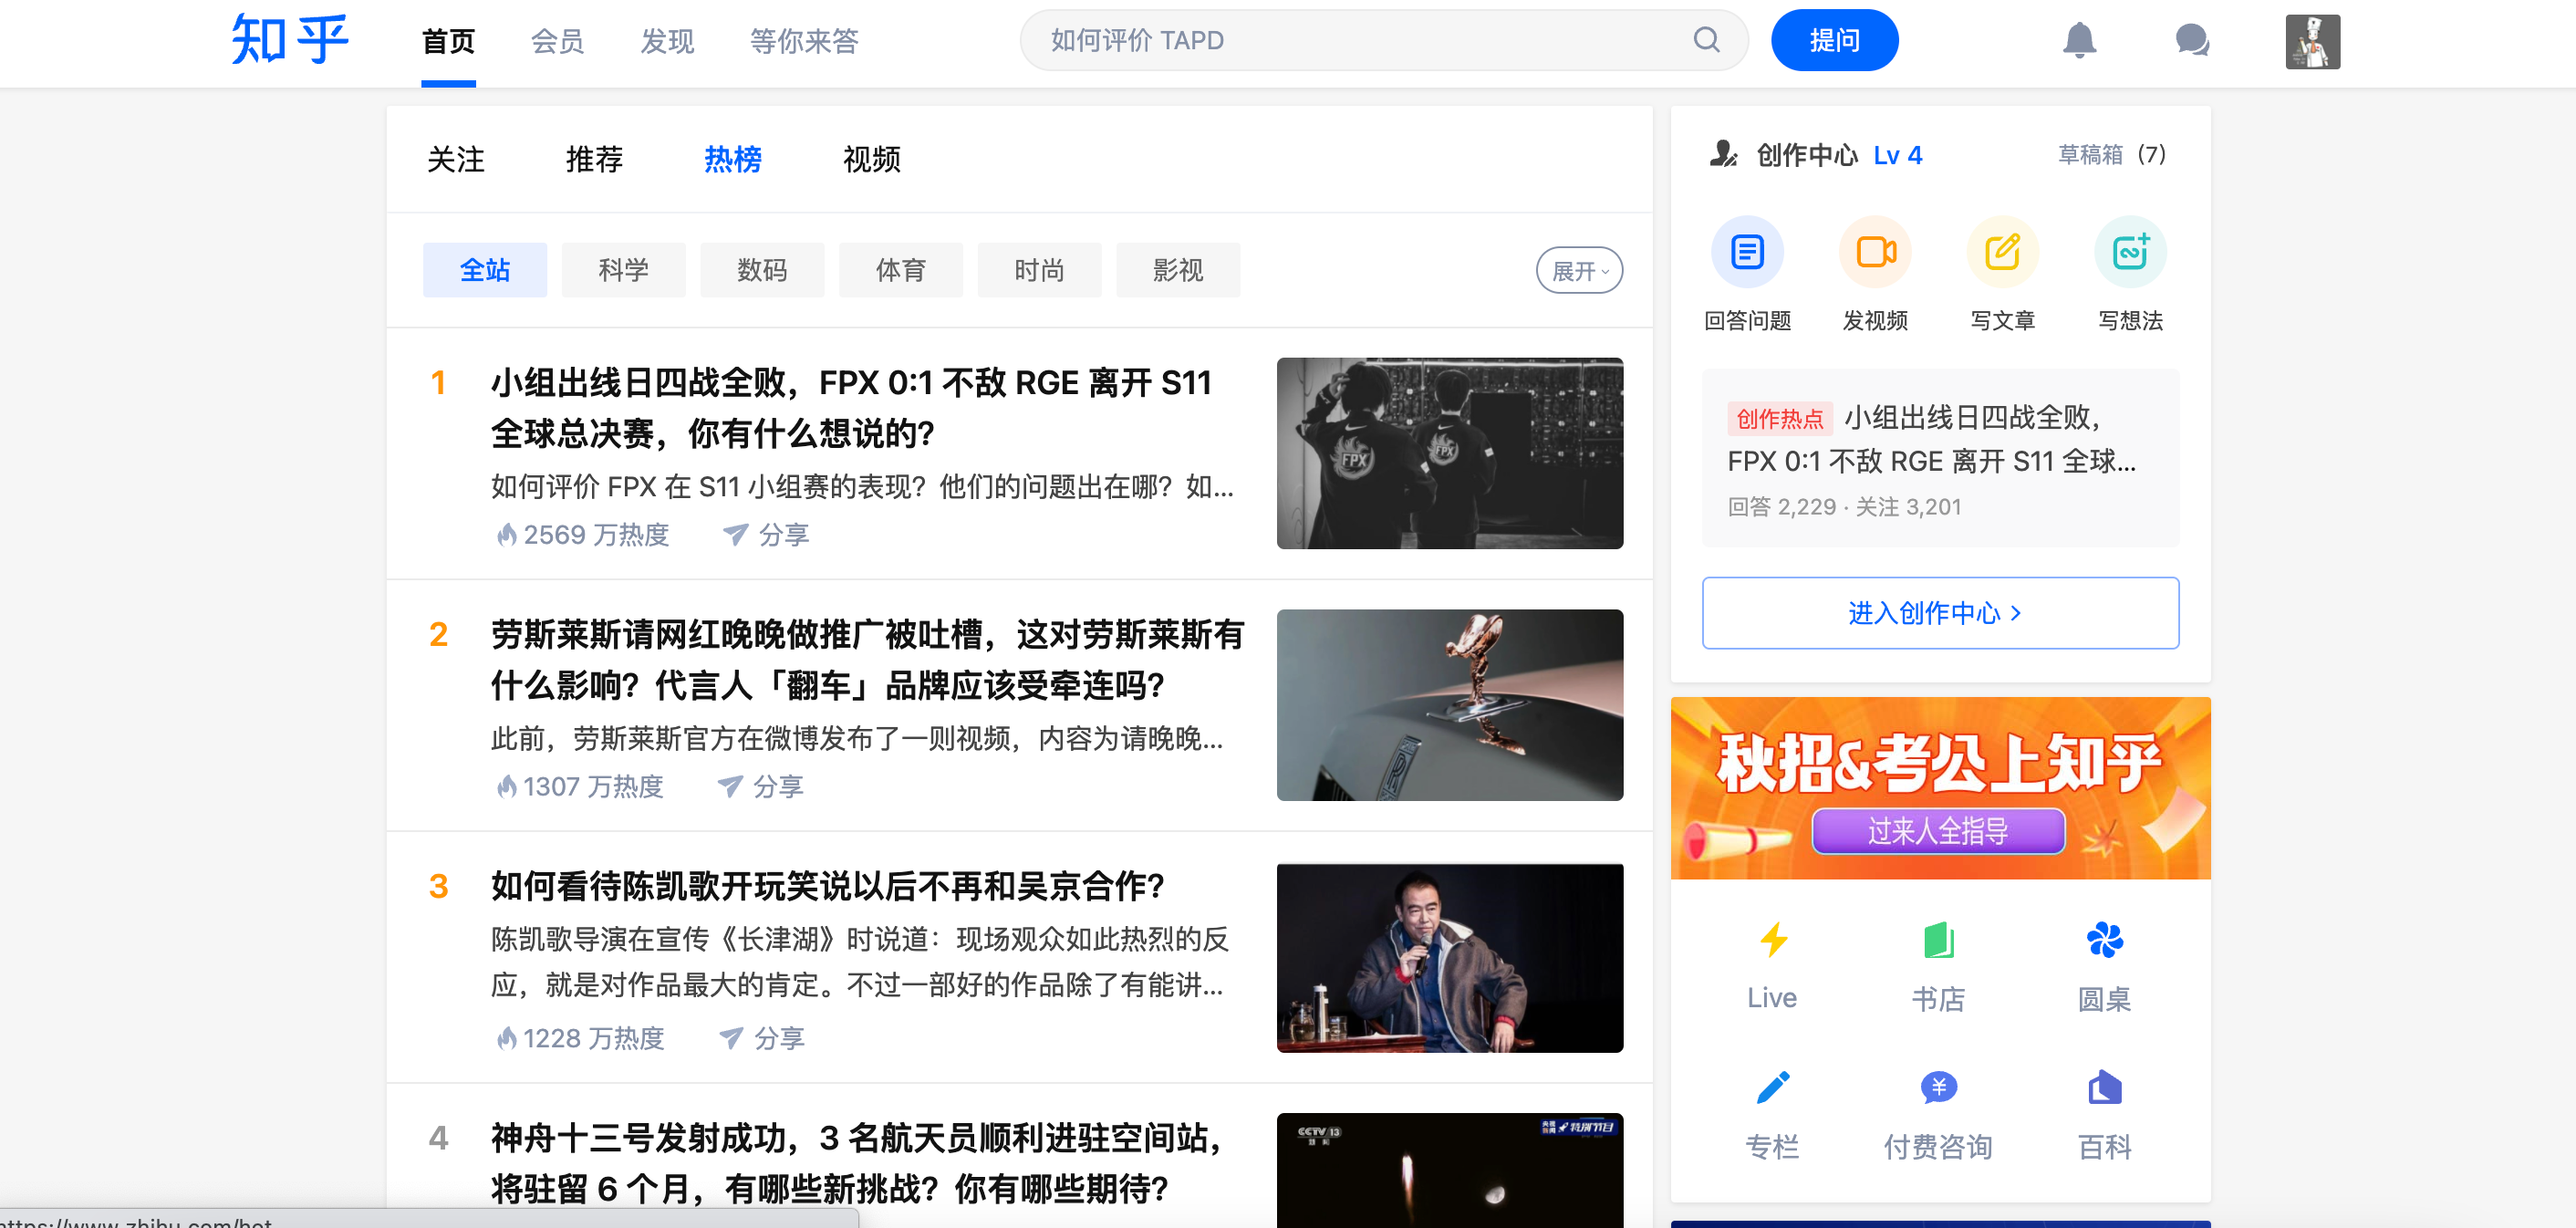 知乎
首页
会员
发现
等你来答
如何评价 TAPD
提问
关注
推荐
热榜
视频
全站
科学
数码
体育
时尚
影视
展开
1
小组出线日四战全败，FPX 0:1 不敌 RGE 离开 S11
全球总决赛，你有什么想说的？
如何评价 FPX 在 S11 小组赛的表现？他们的问题出在哪？如...
2569 万热度
分享
FPX
FPX
2
劳斯莱斯请网红晚晚做推广被吐槽，这对劳斯莱斯有
什么影响？代言人「翻车」品牌应该受牵连吗？
此前，劳斯莱斯官方在微博发布了一则视频，内容为请晚晚...
1307 万热度
分享
3
如何看待陈凯歌开玩笑说以后不再和吴京合作？
陈凯歌导演在宣传《长津湖》时说道：现场观众如此热烈的反
应，就是对作品最大的肯定。不过一部好的作品除了有能讲...
1228 万热度
分享
4
神舟十三号发射成功，3 名航天员顺利进驻空间站，
将驻留 6 个月，有哪些新挑战？你有哪些期待？
CCTV 13
新闻
特别节目
创作中心 Lv 4
草稿箱 (7)
回答问题
发视频
写文章
写想法
创作热点 小组出线日四战全败，
FPX 0:1 不敌 RGE 离开 S11 全球...
回答 2,229 · 关注 3,201
进入创作中心
秋招&考公上知乎
过来人全指导
Live
书店
圆桌
专栏
付费咨询
百科
https://www.zhihu.com/hot